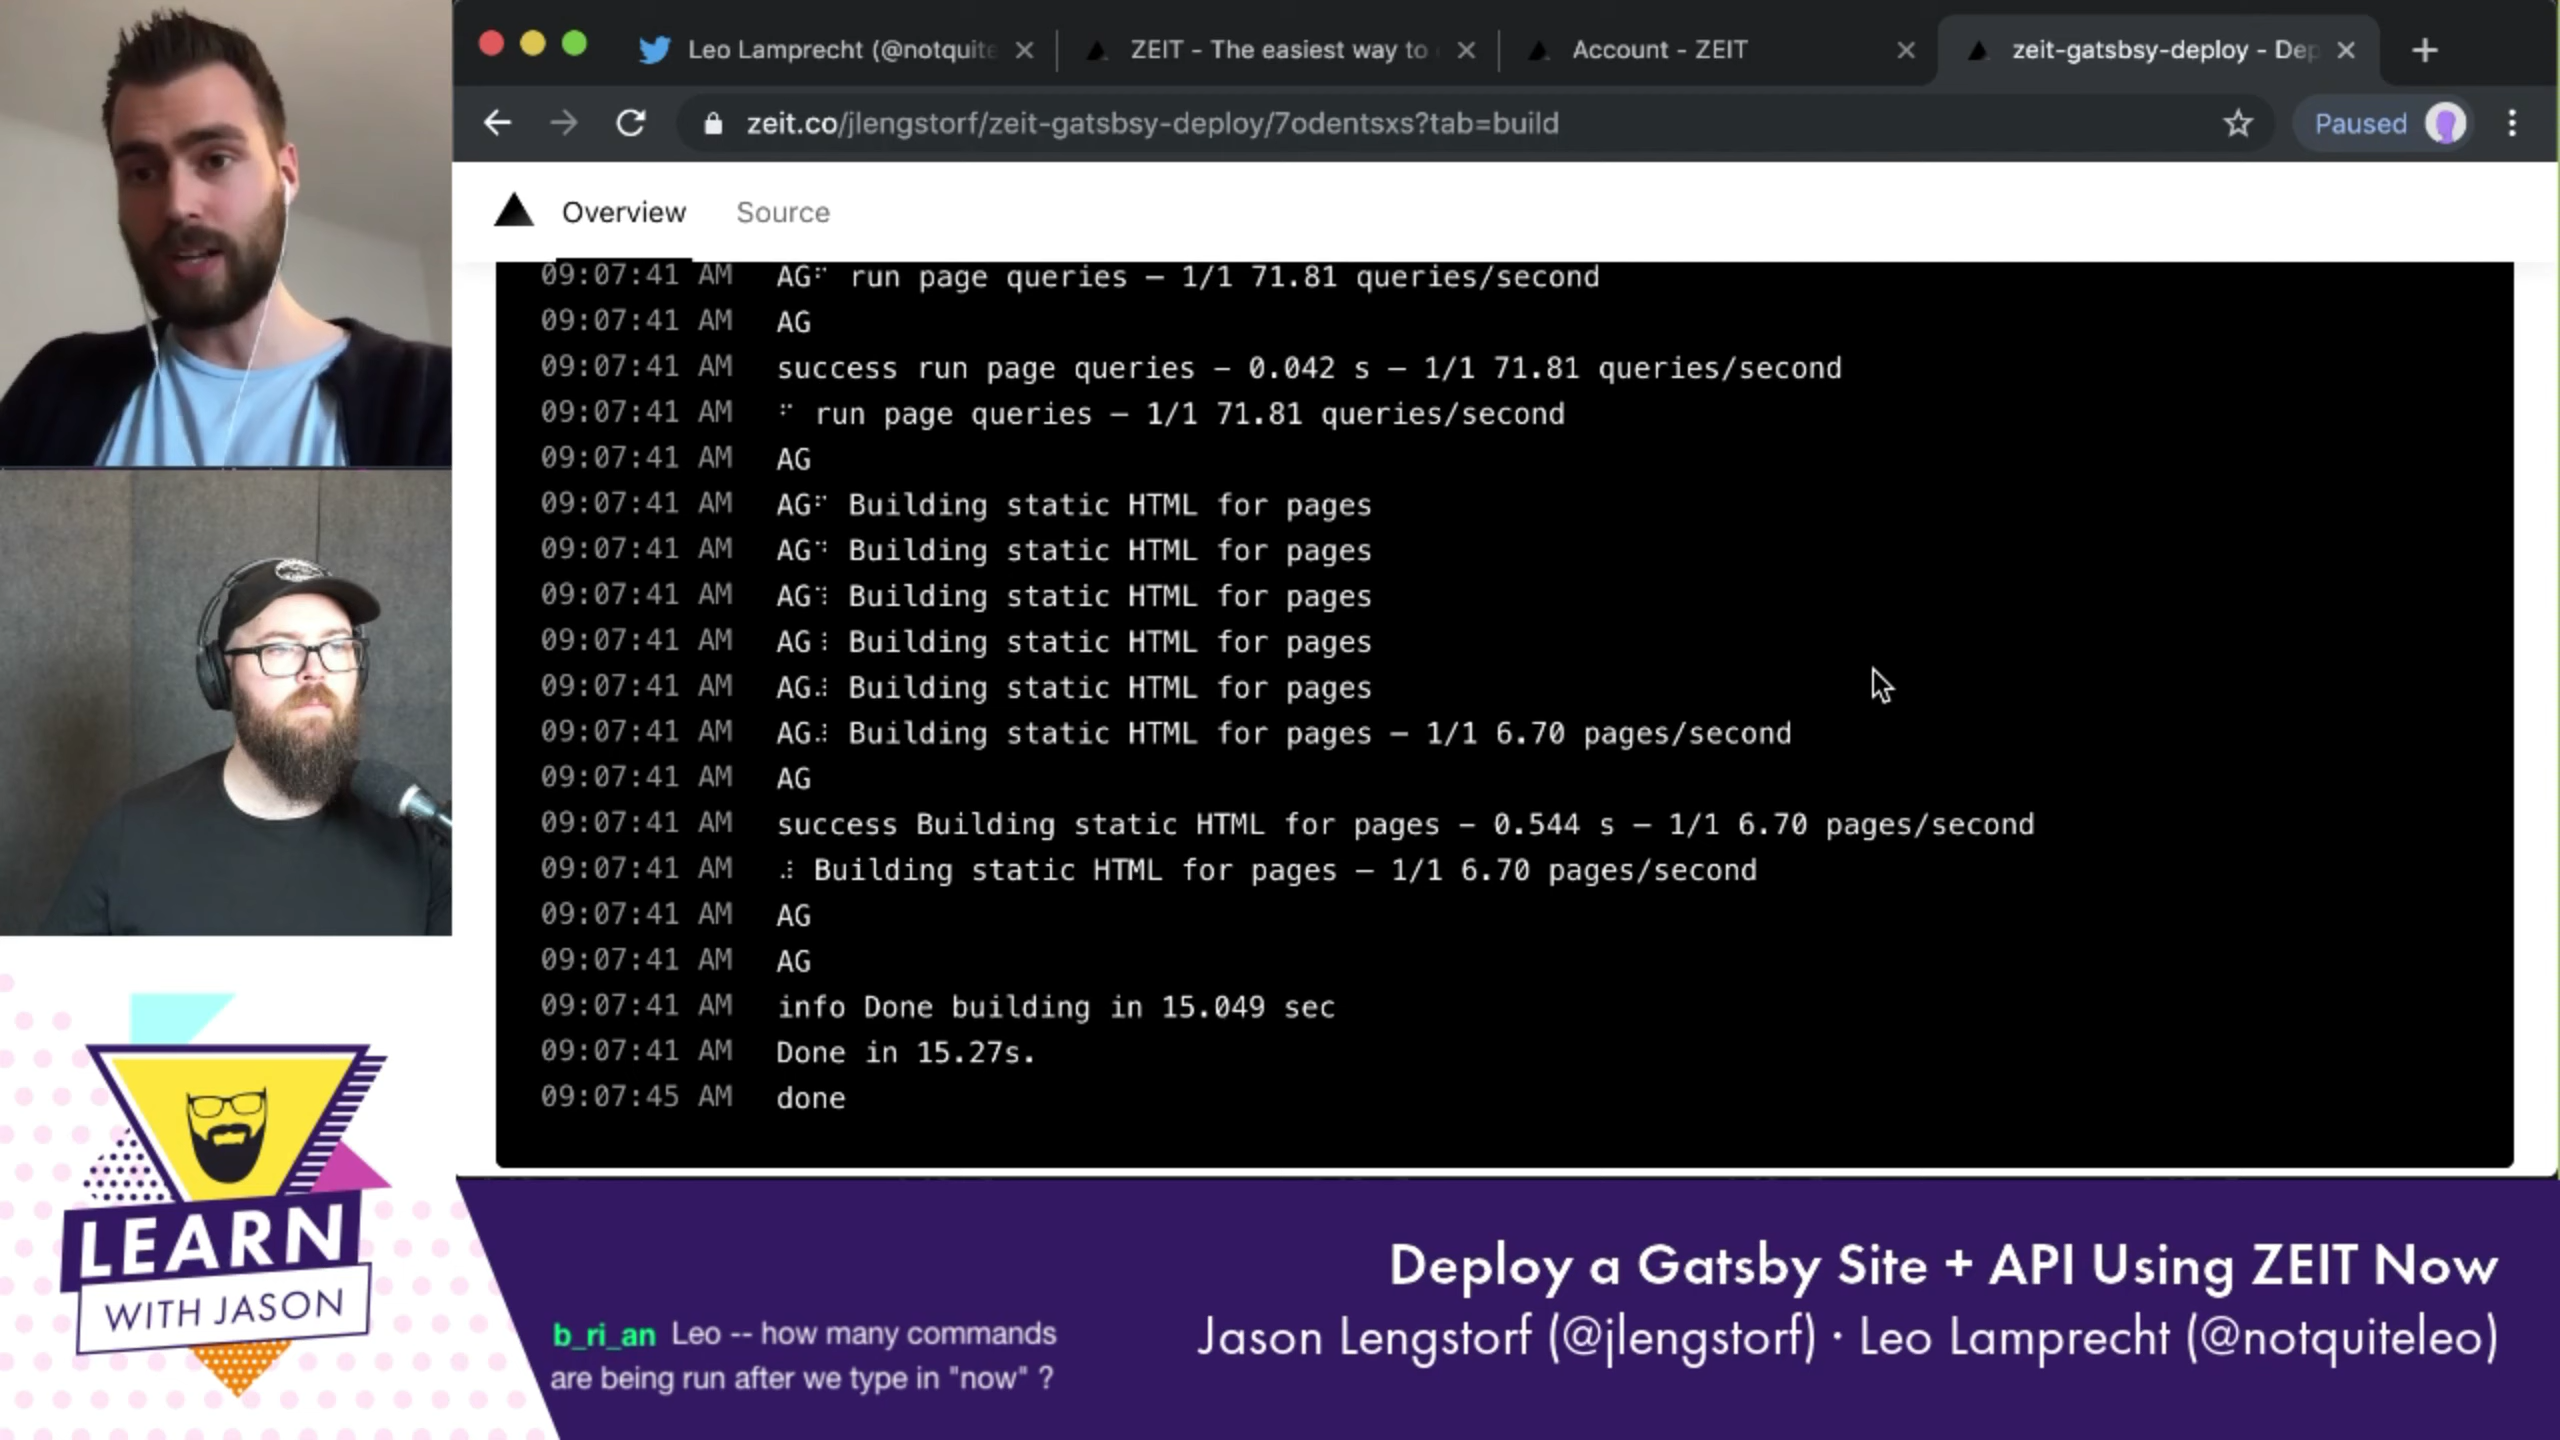 Leo Lamprecht (@notquite
ZEIT - The easiest way to
Account - ZEIT
zeit-gatsbsy-deploy - Dep
zeit.co/jlengstorf/zeit-gatsbsy-deploy/7odentsxs?tab=build
Paused
Overview
Source
09:07:41 AM AG⠋ run page queries — 1/1 71.81 queries/second
09:07:41 AM AG
09:07:41 AM success run page queries — 0.042 s — 1/1 71.81 queries/second
09:07:41 AM ⠋ run page queries — 1/1 71.81 queries/second
09:07:41 AM AG
09:07:41 AM AG⠋ Building static HTML for pages
09:07:41 AM AG⠙ Building static HTML for pages
09:07:41 AM AG⠹ Building static HTML for pages
09:07:41 AM AG⠸ Building static HTML for pages
09:07:41 AM AG⠼ Building static HTML for pages
09:07:41 AM AG⠼ Building static HTML for pages — 1/1 6.70 pages/second
09:07:41 AM AG
09:07:41 AM success Building static HTML for pages — 0.544 s — 1/1 6.70 pages/second
09:07:41 AM ⠼ Building static HTML for pages — 1/1 6.70 pages/second
09:07:41 AM AG
09:07:41 AM AG
09:07:41 AM info Done building in 15.049 sec
09:07:41 AM Done in 15.27s.
09:07:45 AM done
LEARN
WITH JASON
b_ri_an Leo -- how many commands
are being run after we type in "now" ?
Deploy a Gatsby Site + API Using ZEIT Now
Jason Lengstorf (@jlengstorf) · Leo Lamprecht (@notquiteleo)